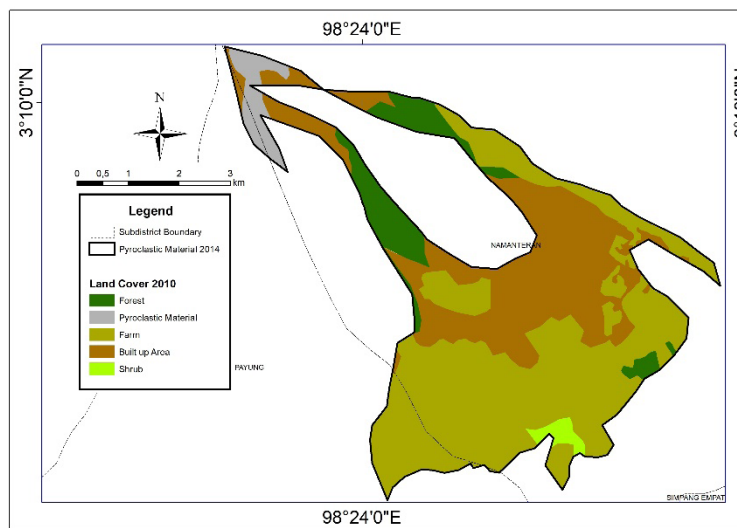 98°24'0"E
3°10'0"N
N
0 0,5 1 2 3
km
Legend
Subdistrict Boundary
Pyroclastic Material 2014
Land Cover 2010
Forest
Pyroclastic Material
Farm
Built up Area
Shrub
NAMANTERAN
PAYUNG
SIMPANG EMPAT
98°24'0"E